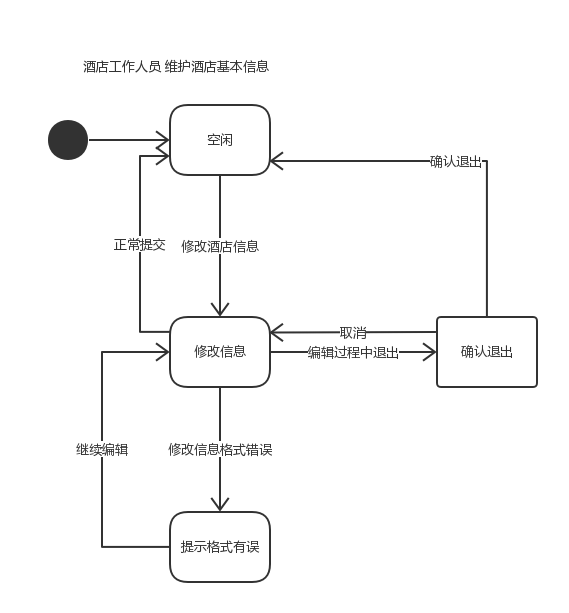 酒店工作人员 维护酒店基本信息
空闲
确认退出
正常提交
修改酒店信息
取消
修改信息
编辑过程中退出
确认退出
继续编辑
修改信息格式错误
提示格式有误